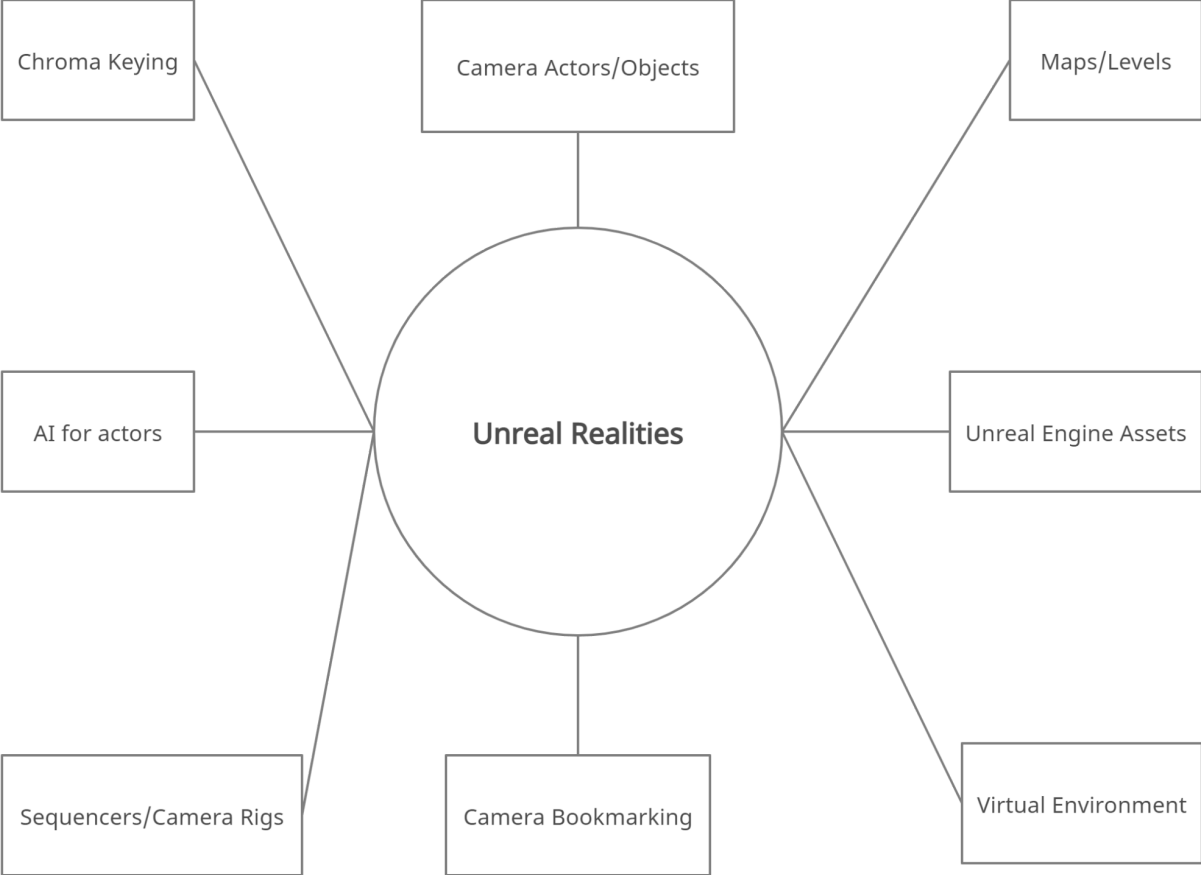 Chroma Keying
Camera Actors/Objects
Maps/Levels
AI for actors
Unreal Realities
Unreal Engine Assets
Sequencers/Camera Rigs
Camera Bookmarking
Virtual Environment